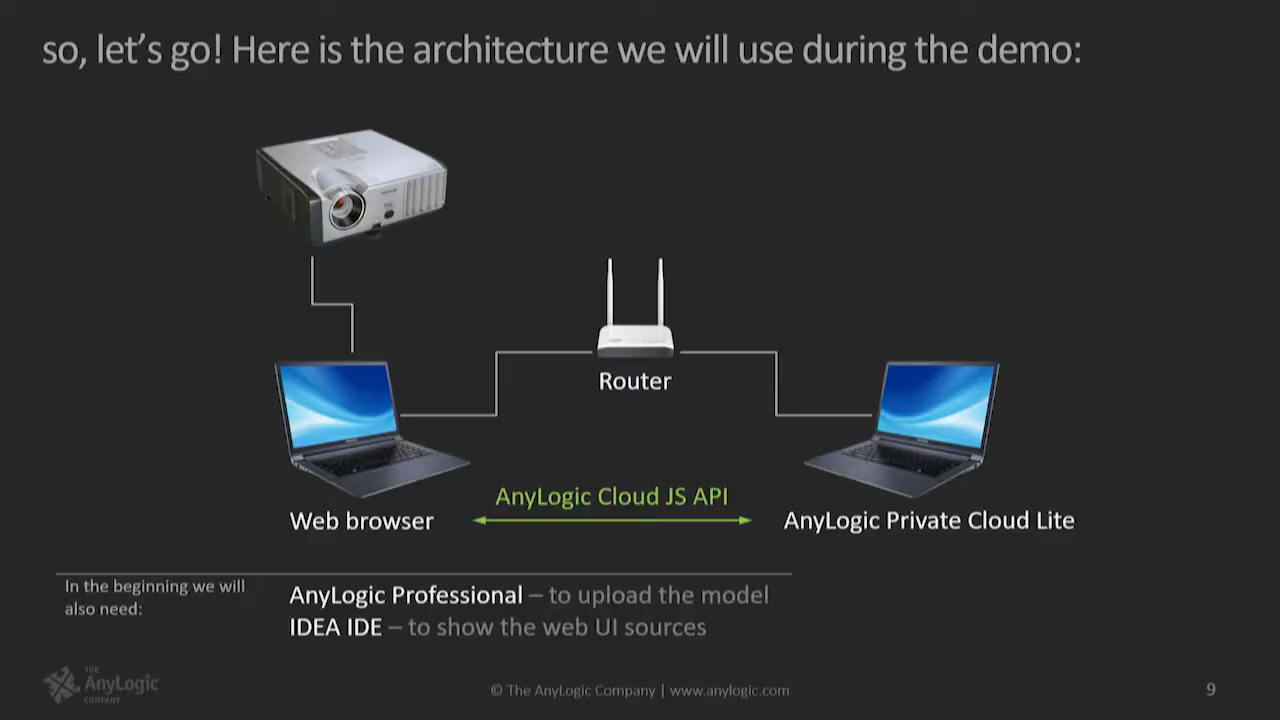 so, let's go! Here is the architecture we will use during the demo:
Router
AnyLogic Cloud JS API
Web browser
AnyLogic Private Cloud Lite
In the beginning we will
also need:
AnyLogic Professional – to upload the model
IDEA IDE – to show the web UI sources
THE
AnyLogic
COMPANY
© The AnyLogic Company | www.anylogic.com
9